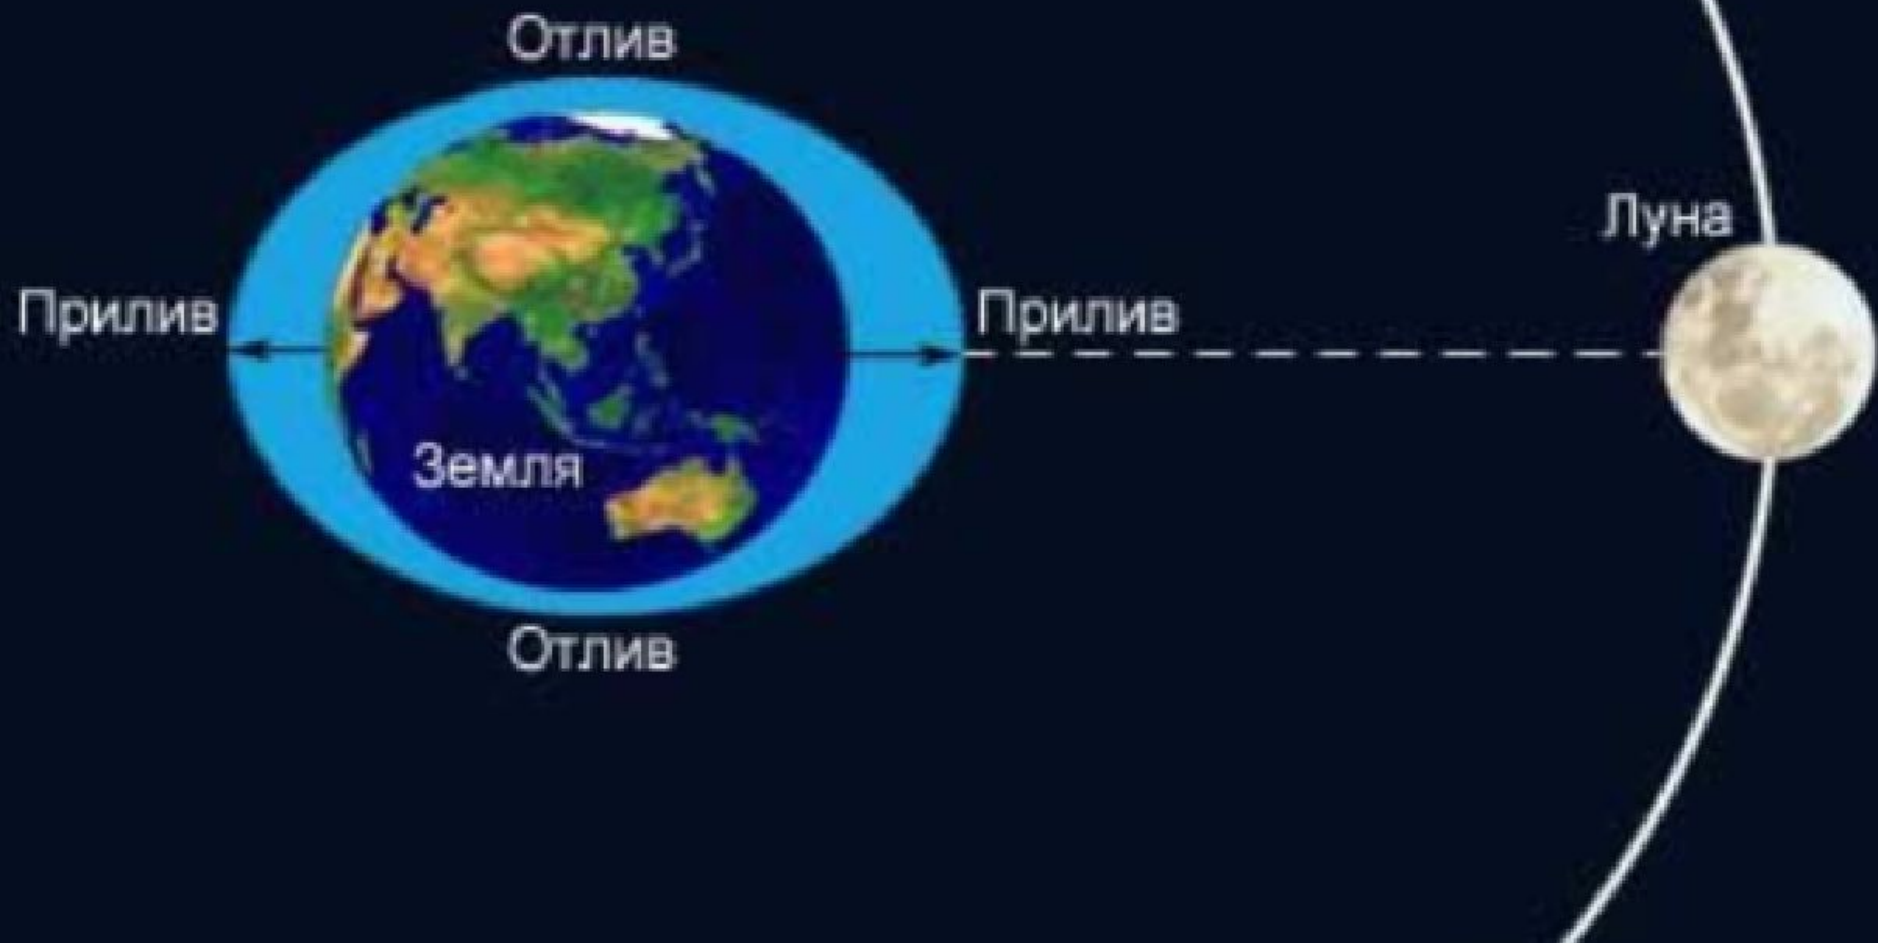 Отлив
Луна
Прилив
Прилив
Земля
Отлив